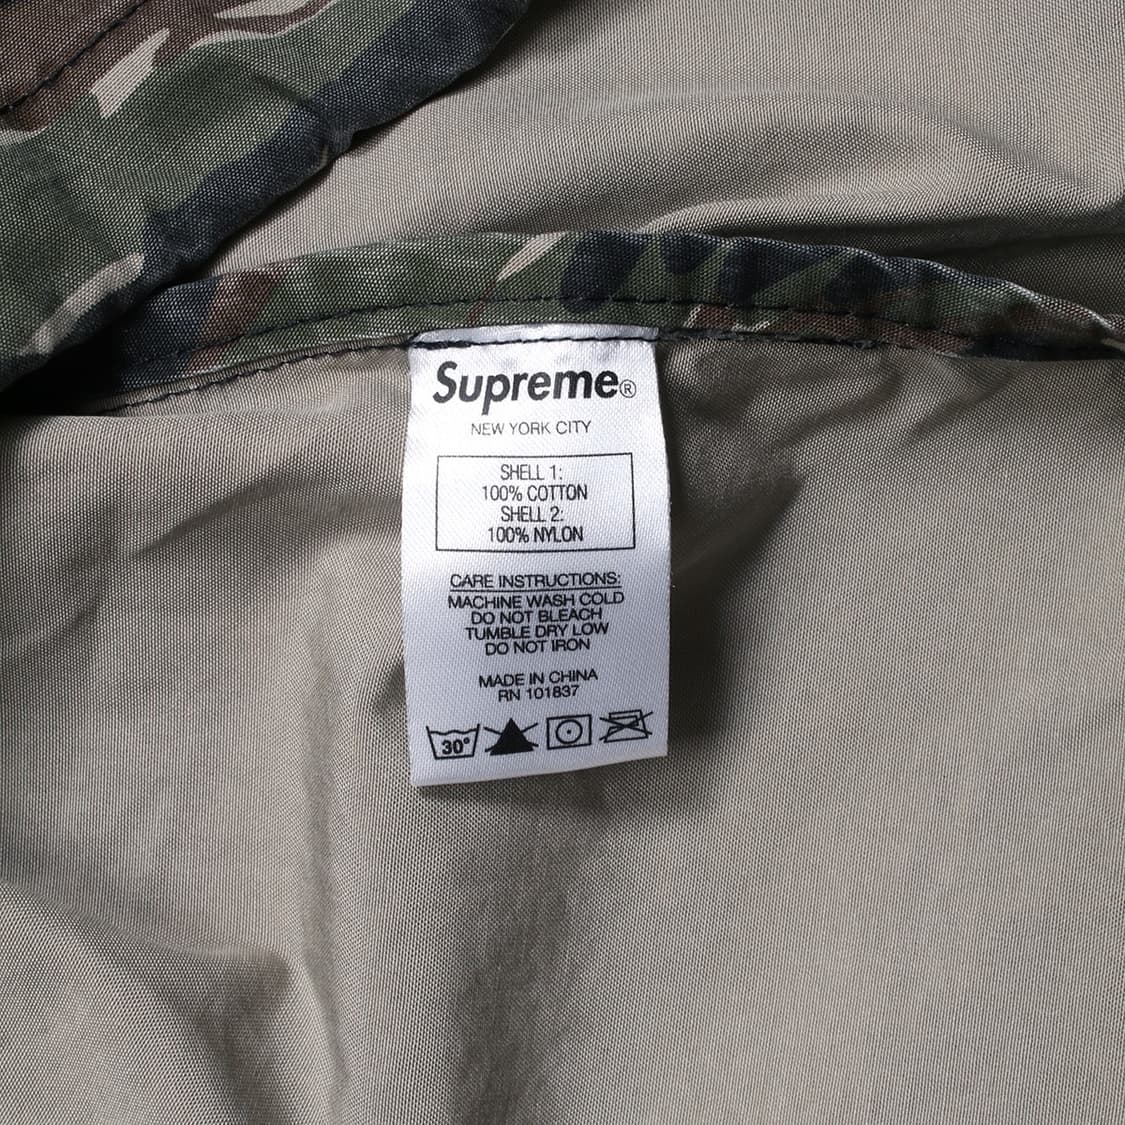 Supreme®
NEW YORK CITY
SHELL 1:
100% COTTON
SHELL 2:
100% NYLON
CARE INSTRUCTIONS:
MACHINE WASH COLD
DO NOT BLEACH
TUMBLE DRY LOW
DO NOT IRON
MADE IN CHINA
RN 101837
30°